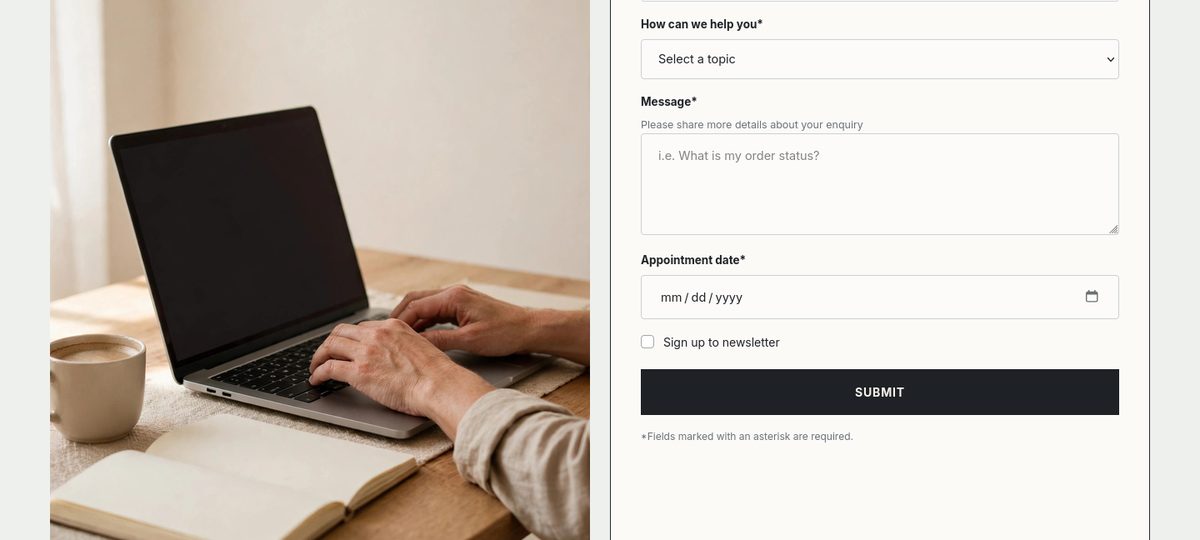 How can we help you*
Select a topic
Message*
Please share more details about your enquiry
i.e. What is my order status?
Appointment date*
mm / dd / yyyy
Sign up to newsletter
SUBMIT
*Fields marked with an asterisk are required.